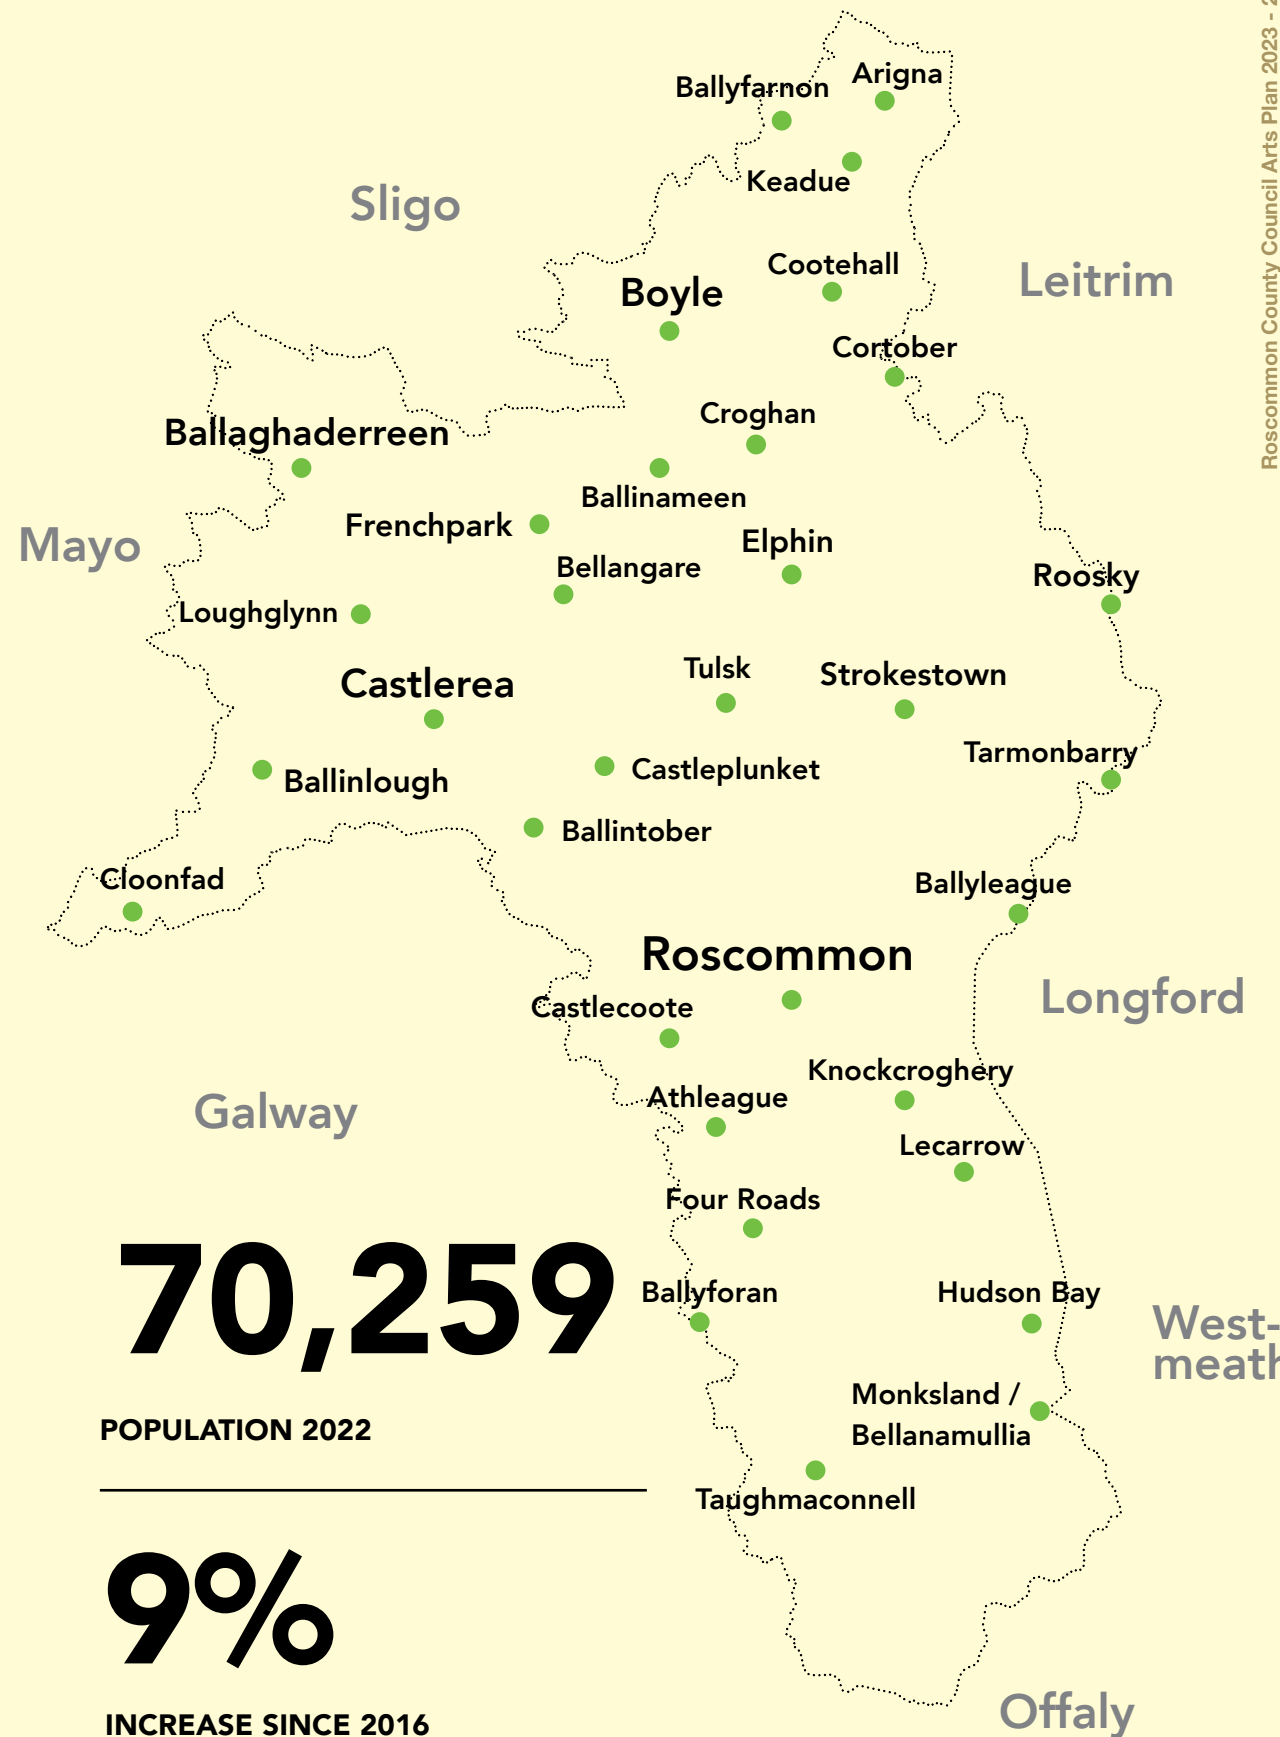 Roscommon County Council Arts Plan 2023 -
Arigna
Ballyfarnon
Keadue
Sligo
Cootehall
Leitrim
Boyle
Cortober
Croghan
Ballaghaderreen
Ballinameen
Frenchpark
Elphin
Mayo
Bellangare
Roosky
Loughglynn
Tulsk
Strokestown
Castlerea
Tarmonbarry
Castleplunket
Ballinlough
Ballintober
Cloonfad
Ballyleague
Roscommon
Longford
Castlecoote
Knockcroghery
Athleague
Galway
Lecarrow
Four Roads
70,259
Ballyforan
Hudson Bay
West-
meath
Monksland /
Bellanamullia
POPULATION 2022
Taughmaconnell
9%
Offaly
INCREASE SINCE 2016